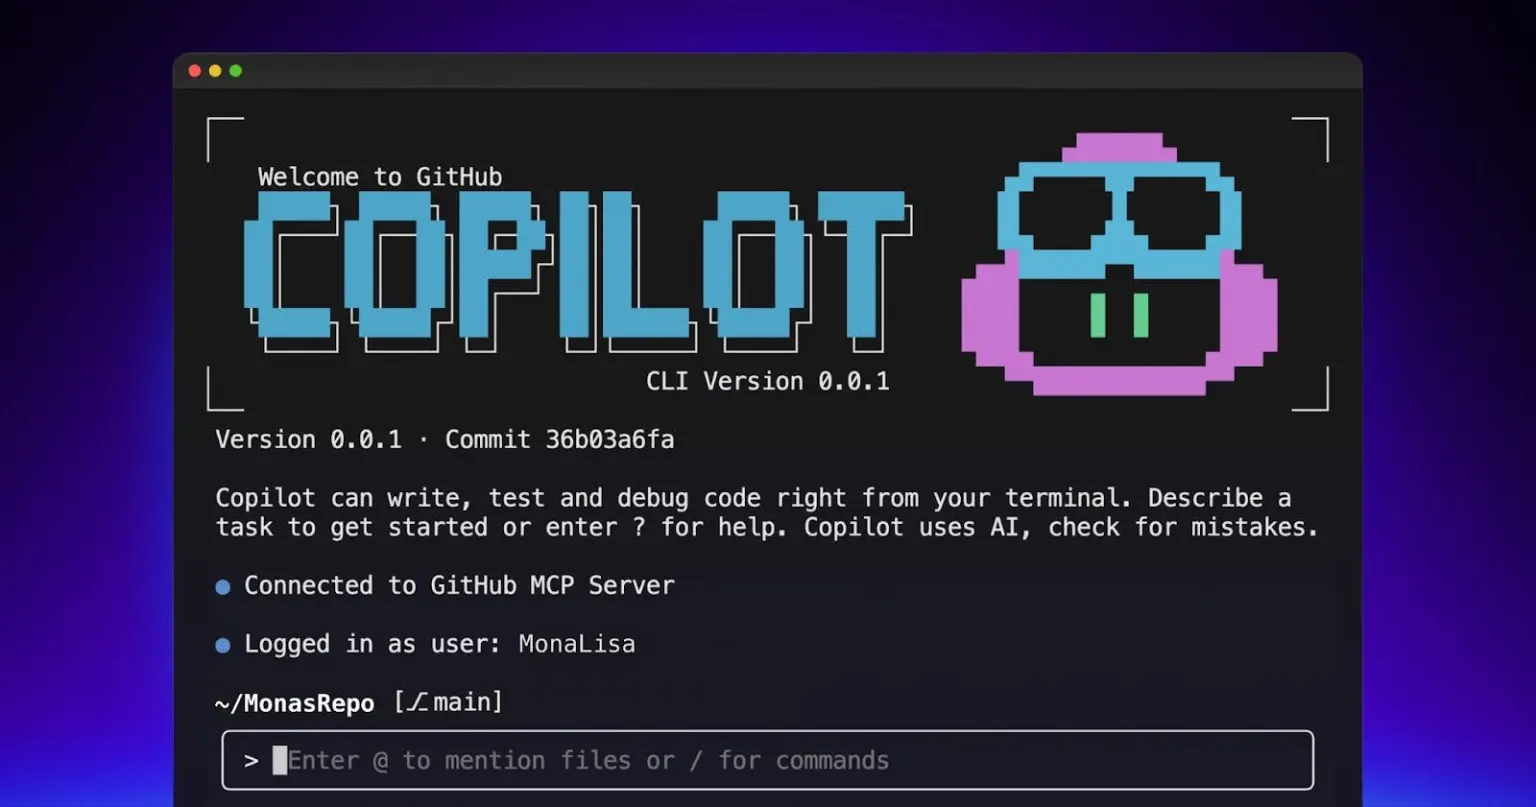 Welcome to GitHub
COPILOT
CLI Version 0.0.1
Version 0.0.1 · Commit 36b03a6fa
Copilot can write, test and debug code right from your terminal. Describe a
task to get started or enter ? for help. Copilot uses AI, check for mistakes.
● Connected to GitHub MCP Server
● Logged in as user: MonaLisa
~/MonasRepo [⎇main]
> Enter @ to mention files or / for commands